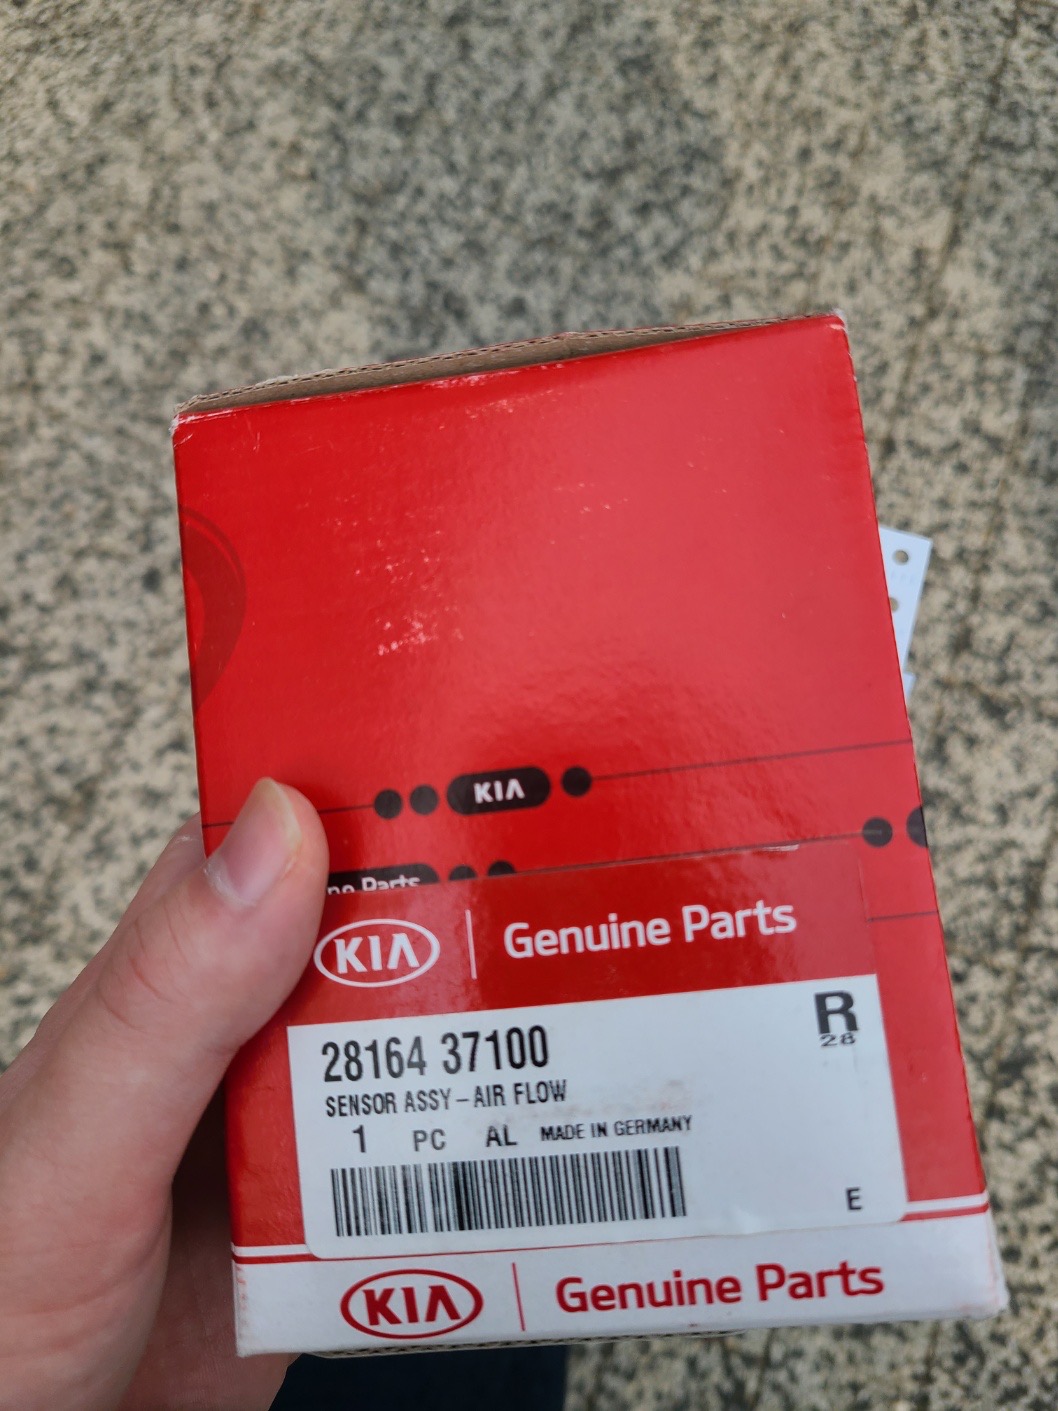 KIA
Parts
KIA Genuine Parts
28164 37100
R
28
SENSOR ASSY-AIR FLOW
1 PC AL MADE IN GERMANY
E
KIA Genuine Parts